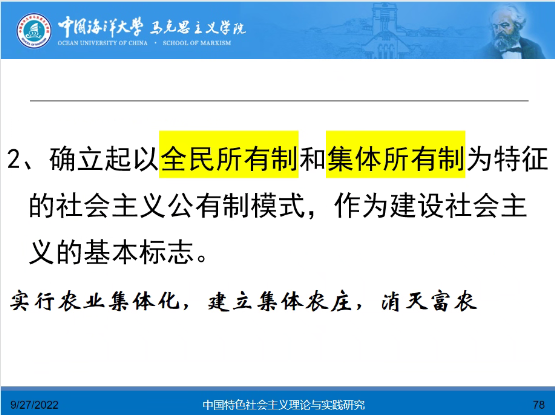 中国海洋大学 马克思主义学院
OCEAN UNIVERSITY OF CHINA · SCHOOL OF MARXISM
2、确立起以全民所有制和集体所有制为特征
的社会主义公有制模式，作为建设社会主
义的基本标志。
实行农业集体化，建立集体农庄，消灭富农
9/27/2022 中国特色社会主义理论与实践研究 78